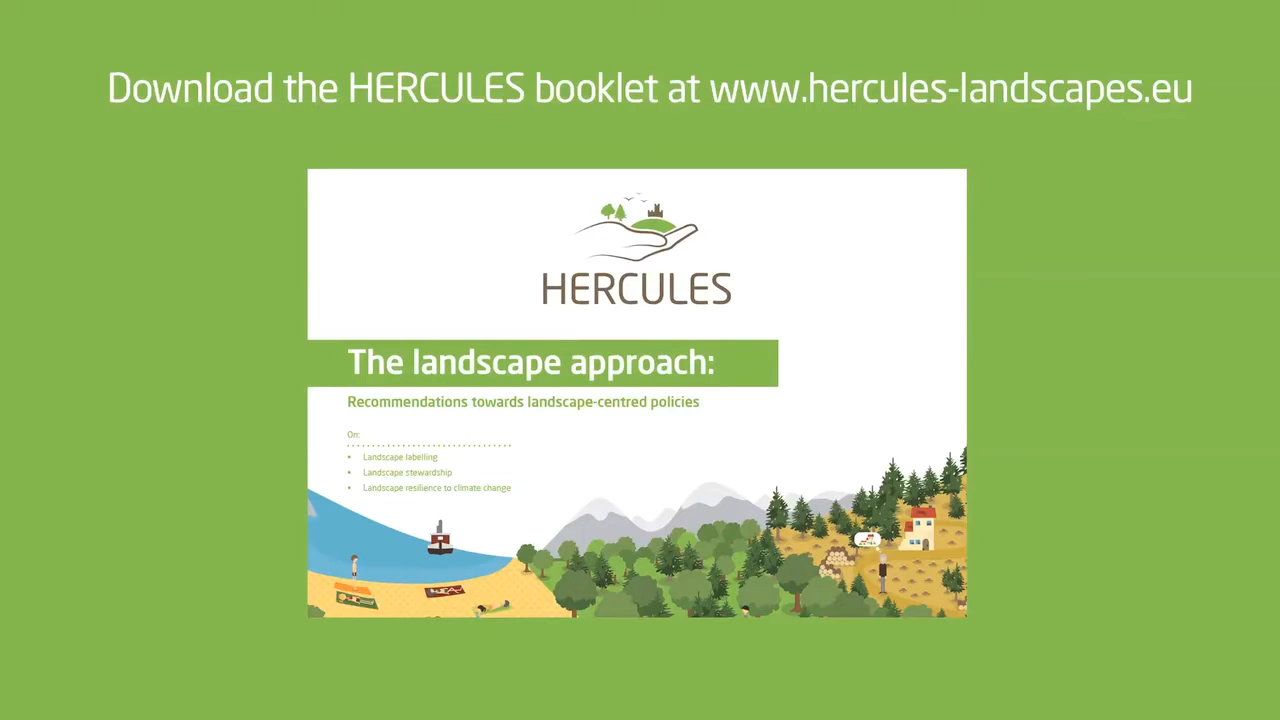 Download the HERCULES booklet at www.hercules-landscapes.eu
HERCULES
The landscape approach:
Recommendations towards landscape-centred policies
On:
• Landscape labelling
• Landscape stewardship
• Landscape resilience to climate change